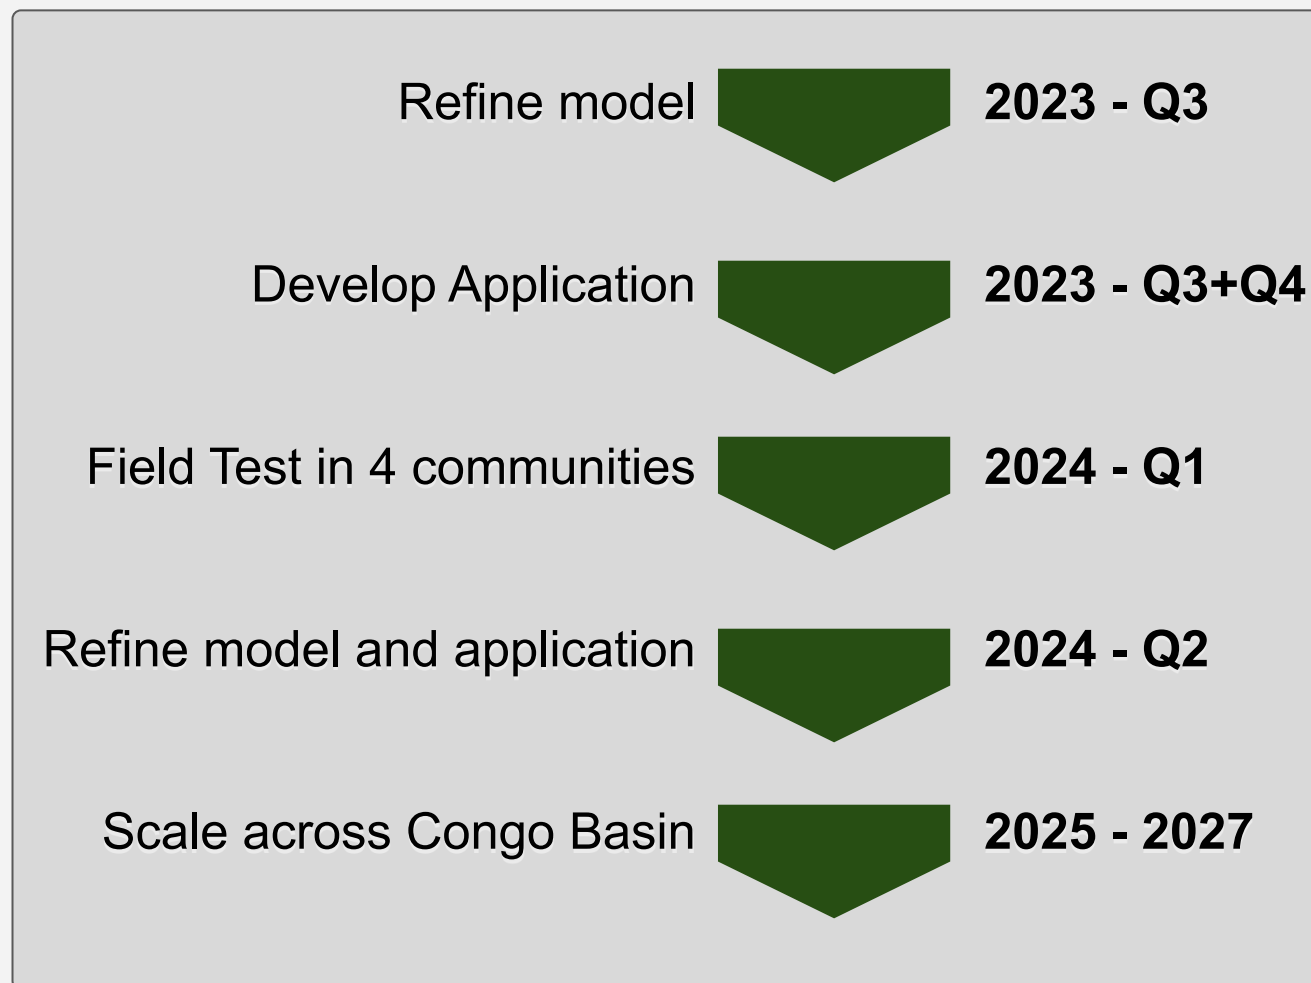 Refine model 2023 - Q3
Develop Application 2023 - Q3+Q4
Field Test in 4 communities 2024 - Q1
Refine model and application 2024 - Q2
Scale across Congo Basin 2025 - 2027